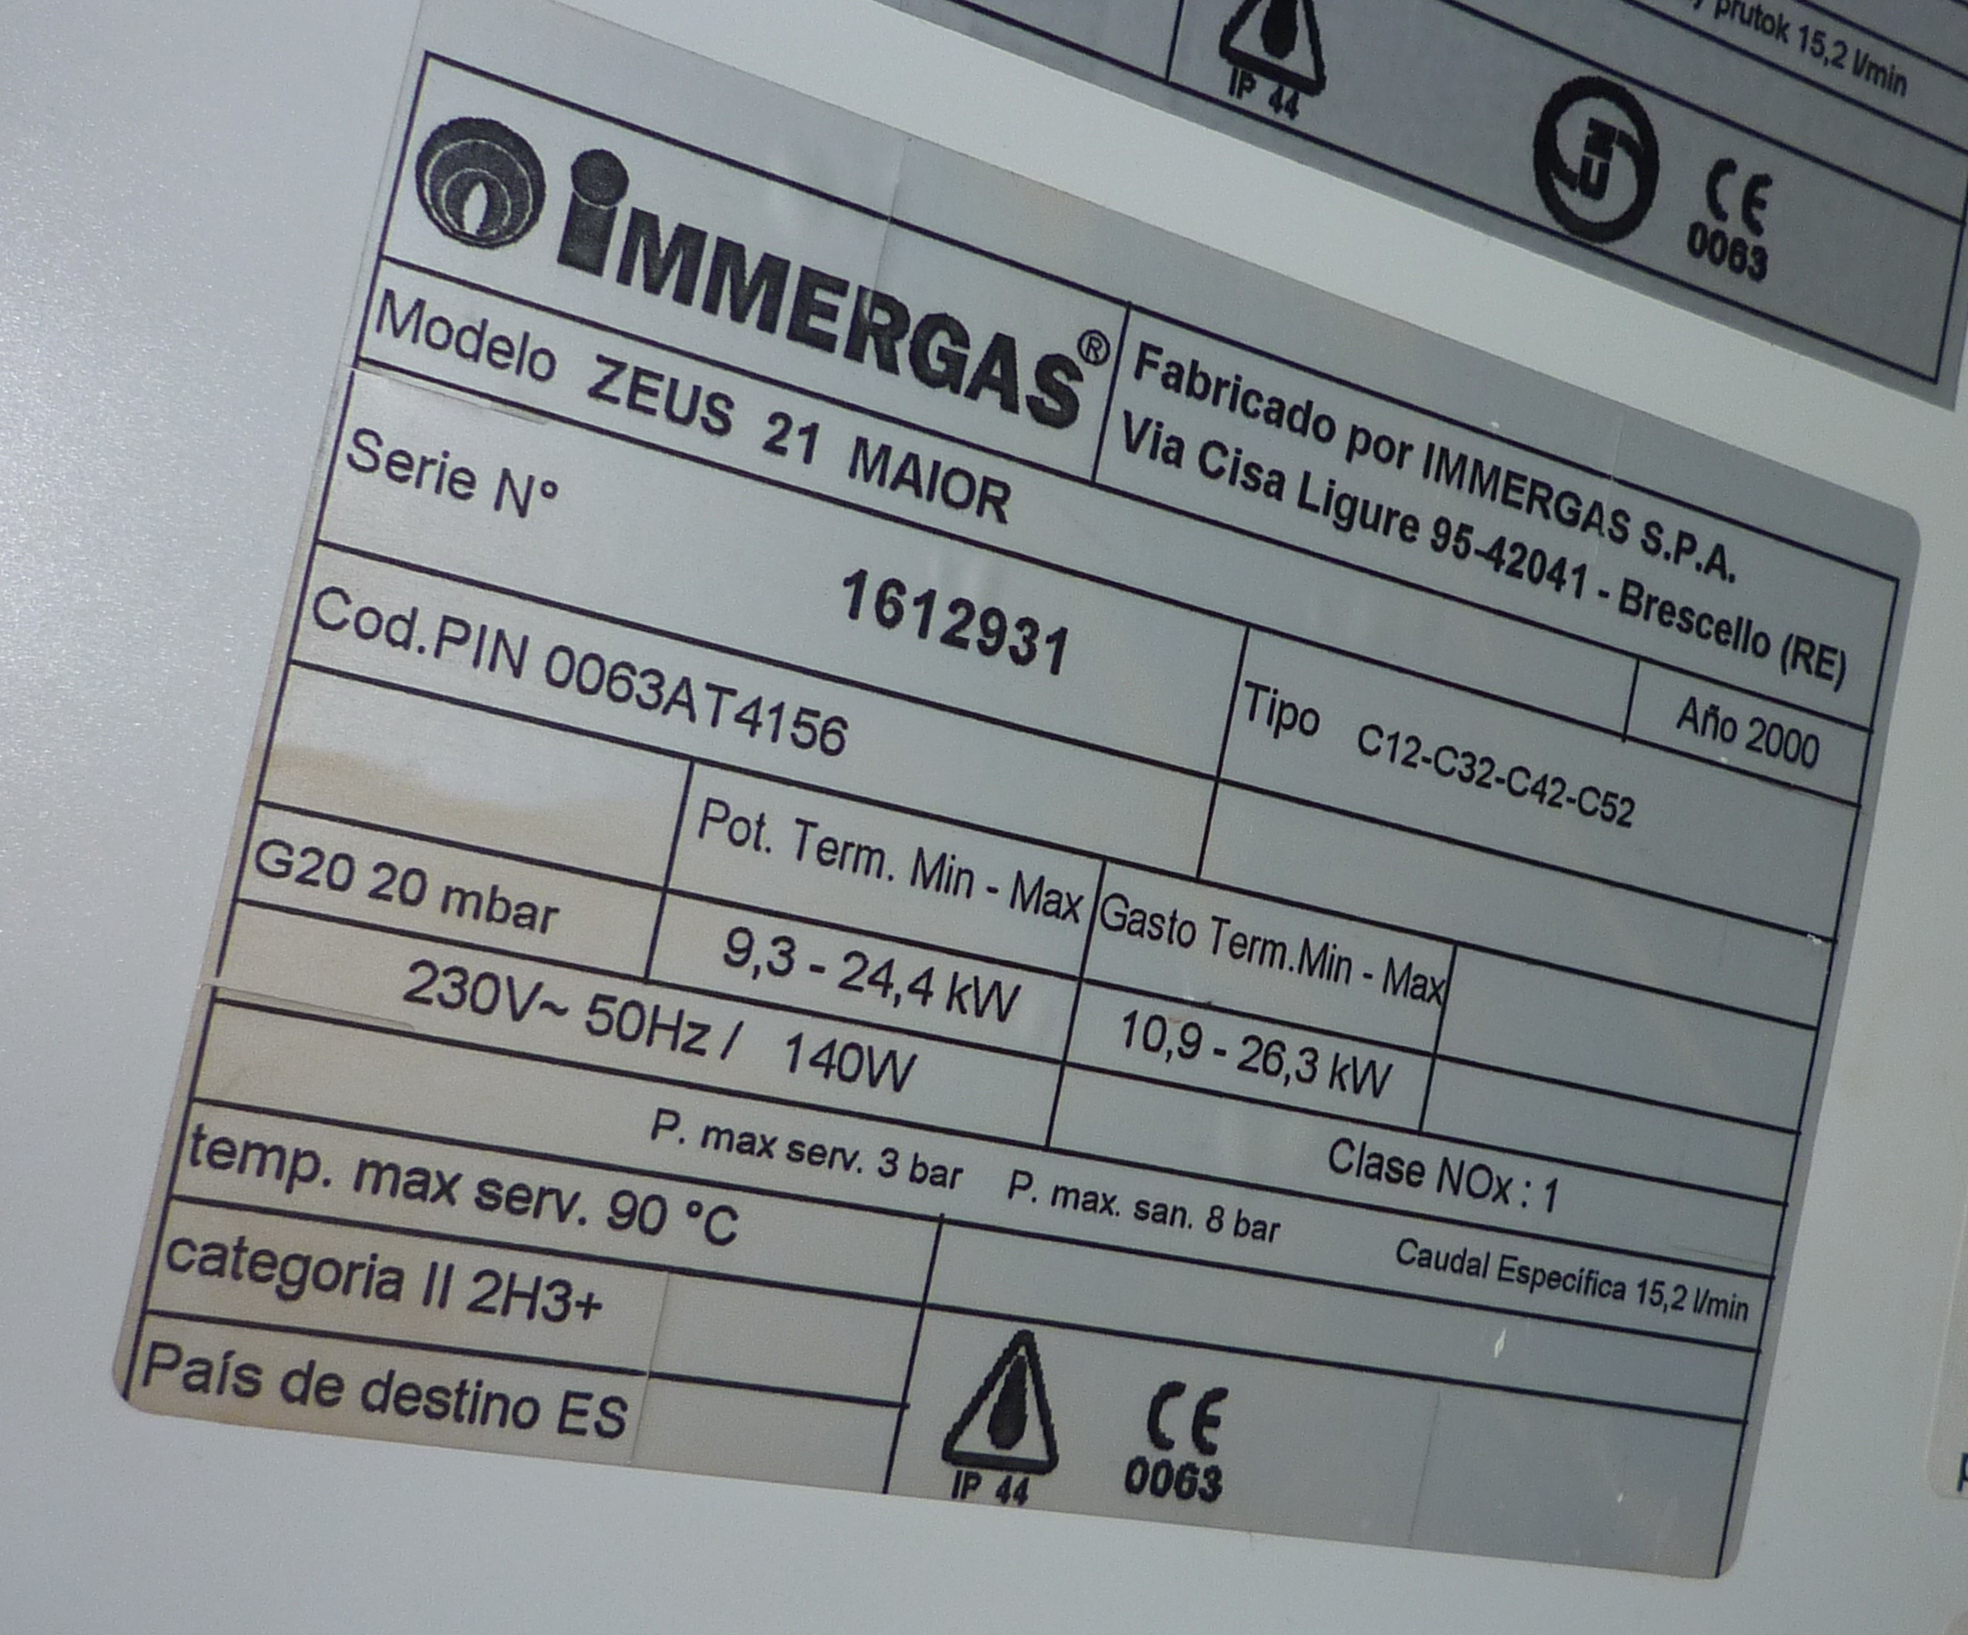 prutok 15,2 l/min
IP 44
CE
0063
IMMERGAS®
Fabricado por IMMERGAS S.P.A.
Via Cisa Ligure 95-42041 - Brescello (RE)
Modelo ZEUS 21 MAIOR
Año 2000
Serie N° 1612931
Tipo C12-C32-C42-C52
Cod.PIN 0063AT4156
Pot. Term. Min - Max
Gasto Term.Min - Max
G20 20 mbar
9,3 - 24,4 kW
10,9 - 26,3 kW
230V~ 50Hz / 140W
Clase NOx : 1
P. max serv. 3 bar P. max. san. 8 bar Caudal Específica 15,2 l/min
temp. max serv. 90 °C
categoria II 2H3+
País de destino ES
IP 44
CE
0063